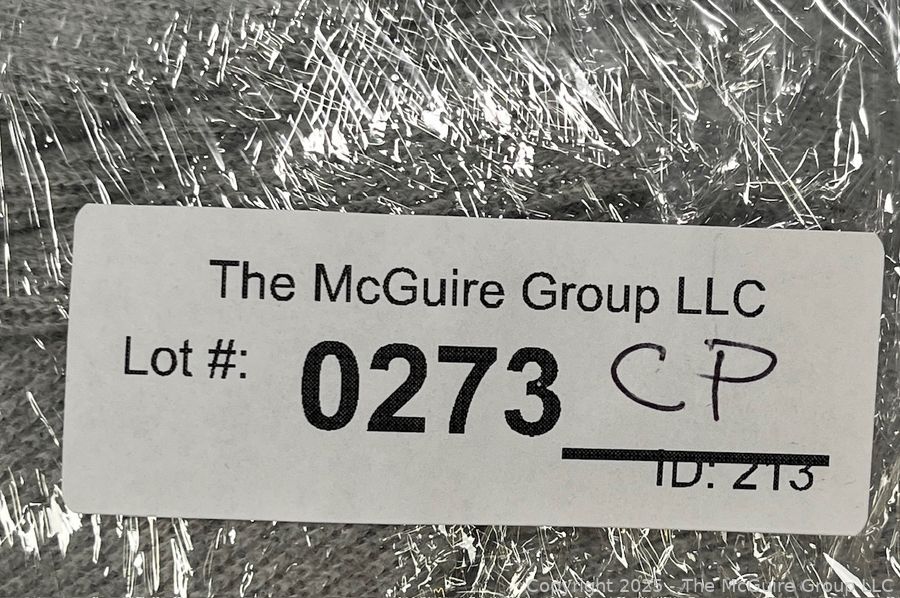 The McGuire Group LLC
Lot #: 0273 CP
ID: 213
Copyright 2025 - The McGuire Group LLC